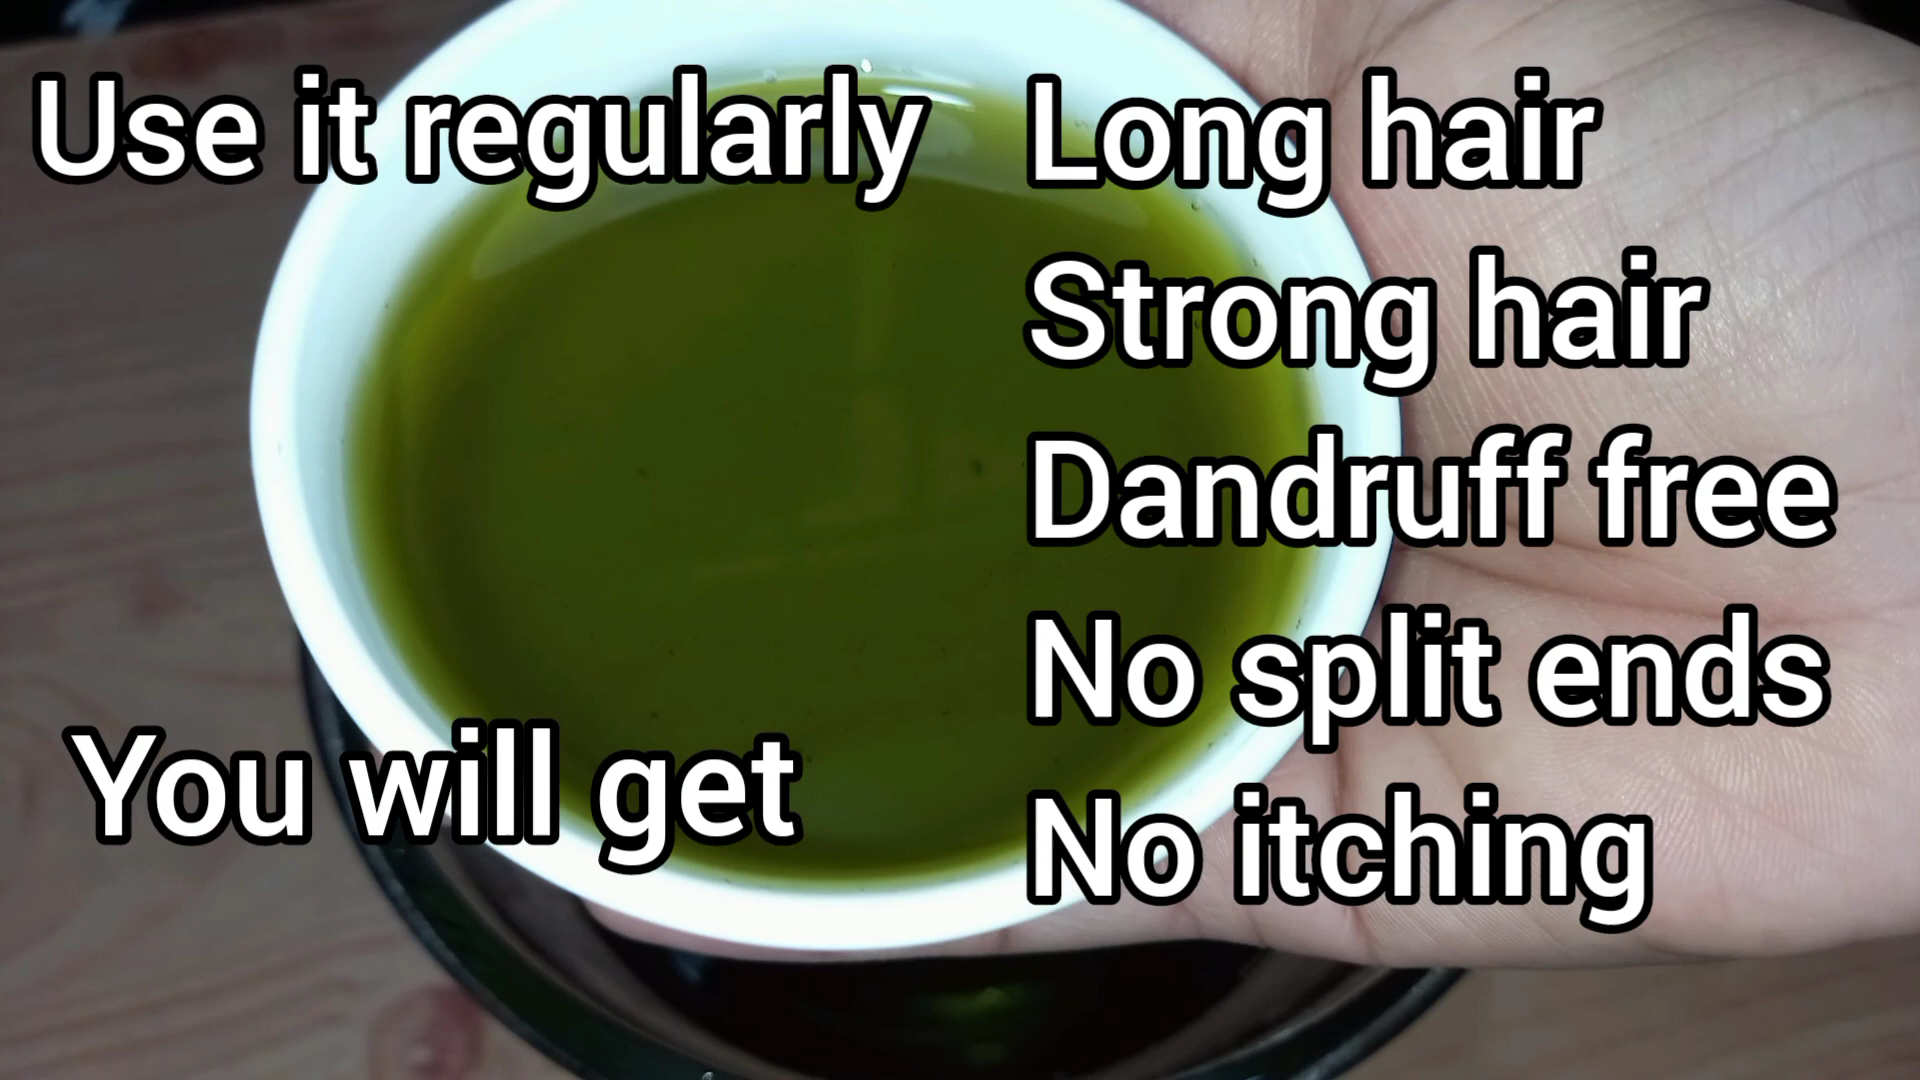 Use it regularly
You will get
Long hair
Strong hair
Dandruff free
No split ends
No itching